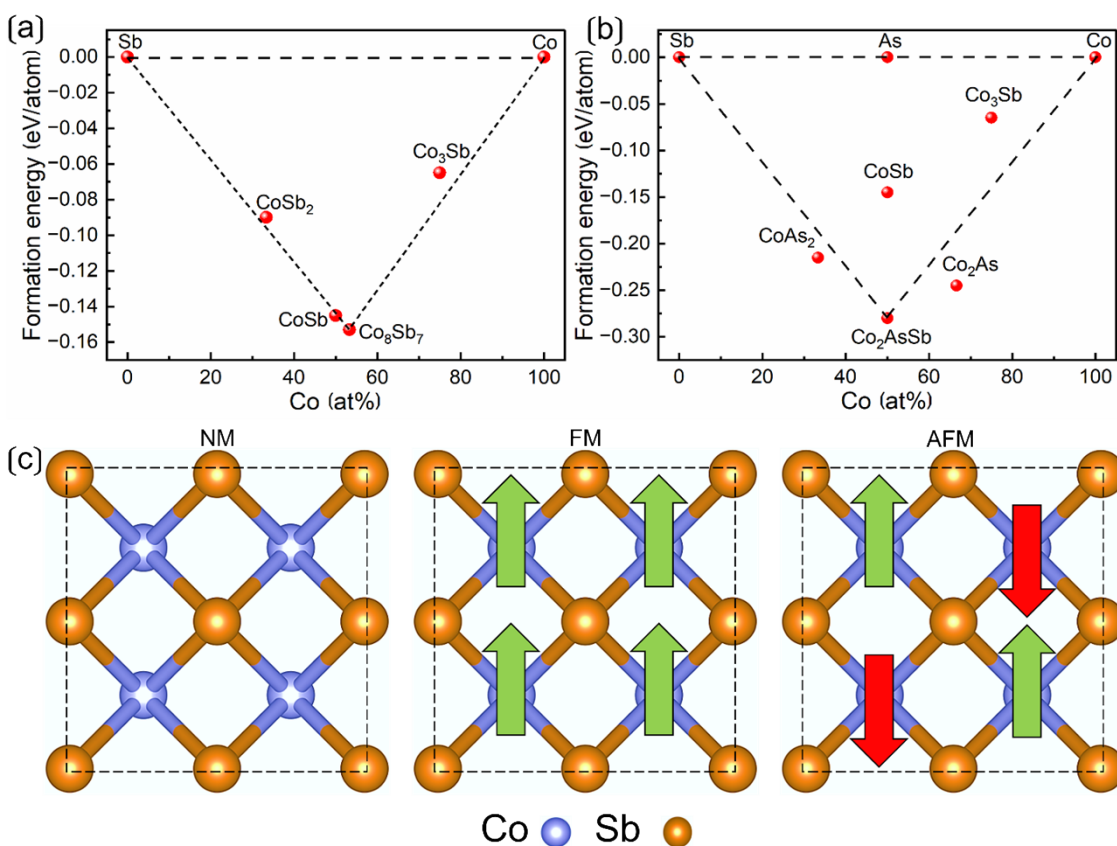 (a)
Sb
Co
Formation energy (eV/atom)
0.00
−0.02
−0.04
−0.06
−0.08
−0.10
−0.12
−0.14
−0.16
Co₃Sb
CoSb₂
CoSb
Co₈Sb₇
0
20
40
60
80
100
Co (at%)
(b)
Sb
As
Co
Formation energy (eV/atom)
0.00
−0.05
−0.10
−0.15
−0.20
−0.25
−0.30
Co₃Sb
CoSb
CoAs₂
Co₂As
Co₂AsSb
0
20
40
60
80
100
Co (at%)
(c)
NM
FM
AFM
Co
Sb